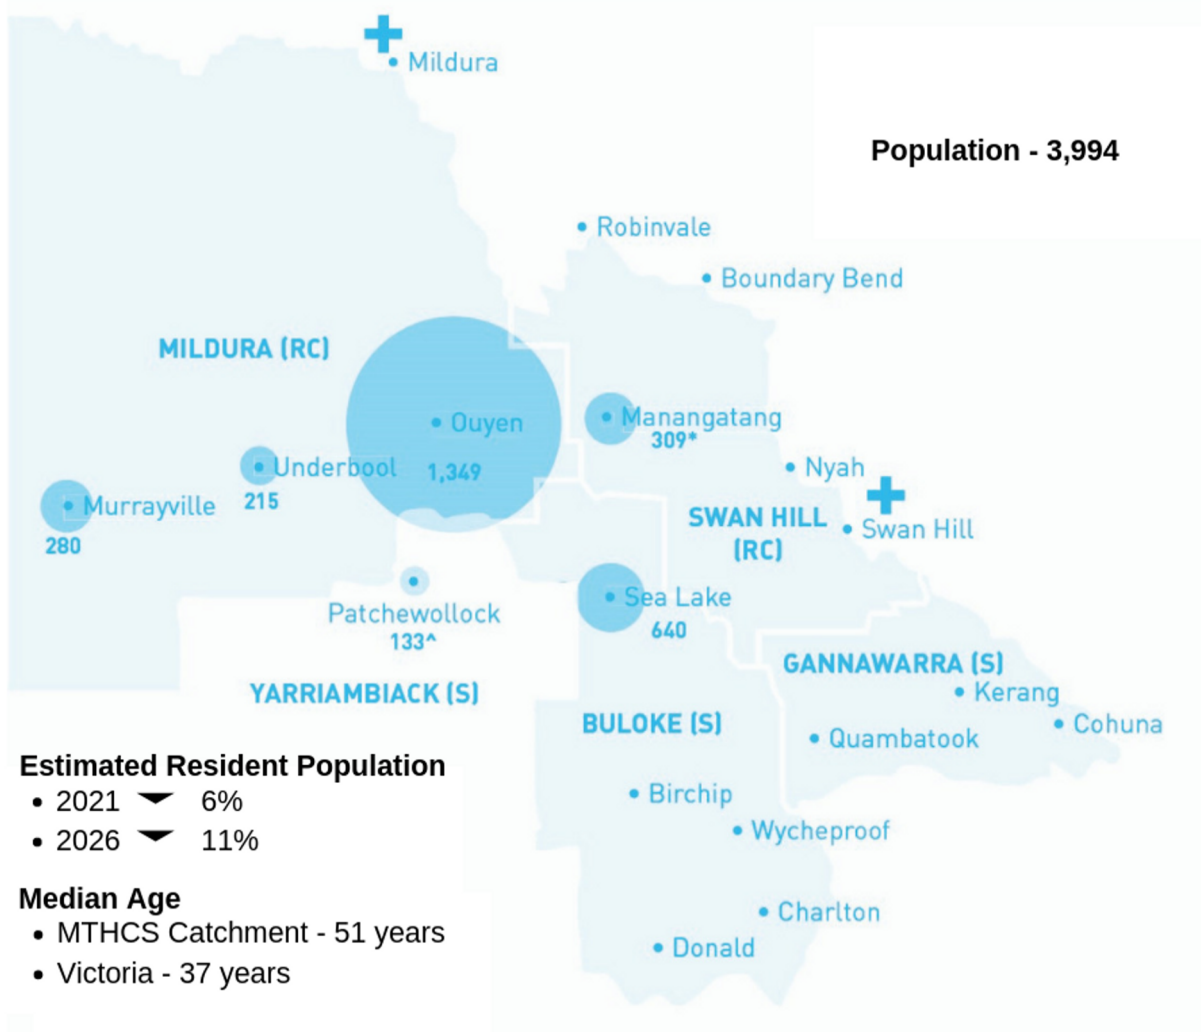 Mildura
Population - 3,994
Robinvale
Boundary Bend
MILDURA (RC)
Ouyen
1,349
Manangatang
309*
Underbool
215
Nyah
Murrayville
280
SWAN HILL
(RC)
Swan Hill
Patchewollock
133^
Sea Lake
640
GANNAWARRA (S)
YARRIAMBIACK (S)
Kerang
BULOKE (S)
Cohuna
Quambatook
Birchip
Wycheproof
Charlton
Donald
Estimated Resident Population
• 2021 ▼ 6%
• 2026 ▼ 11%
Median Age
• MTHCS Catchment - 51 years
• Victoria - 37 years